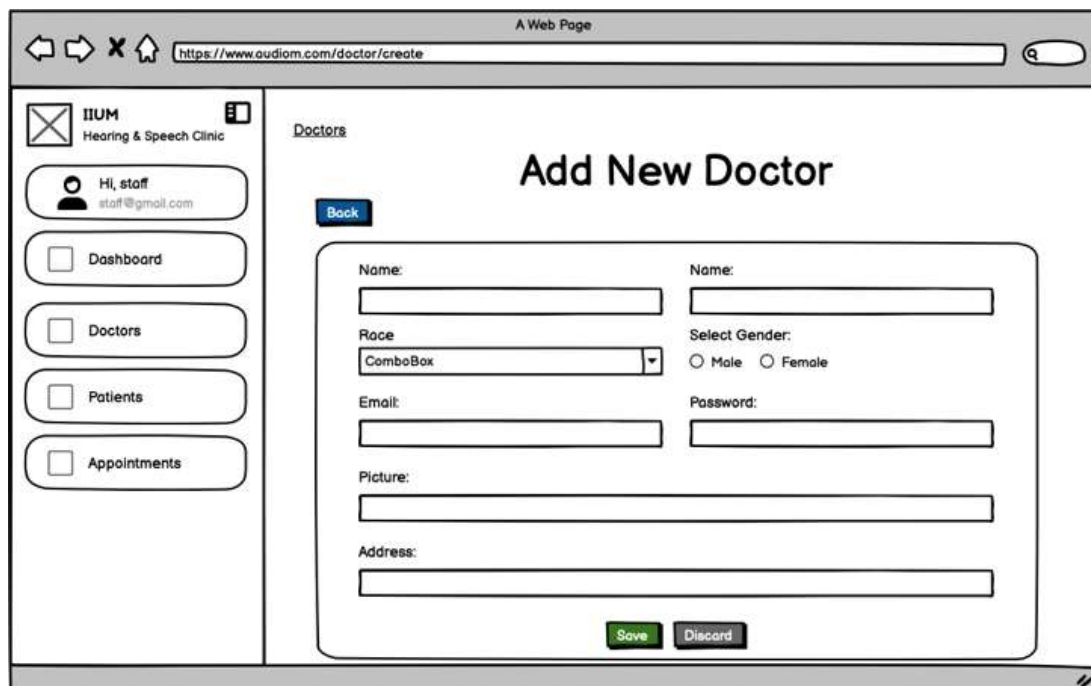 A Web Page
https://www.audiom.com/doctor/create
IIUM
Hearing & Speech Clinic
Hi, staff
staff@gmail.com
Dashboard
Doctors
Patients
Appointments
Doctors
Add New Doctor
Back
Name: Name:
Race Select Gender:
ComboBox Male Female
Email: Password:
Picture:
Address:
Save Discard